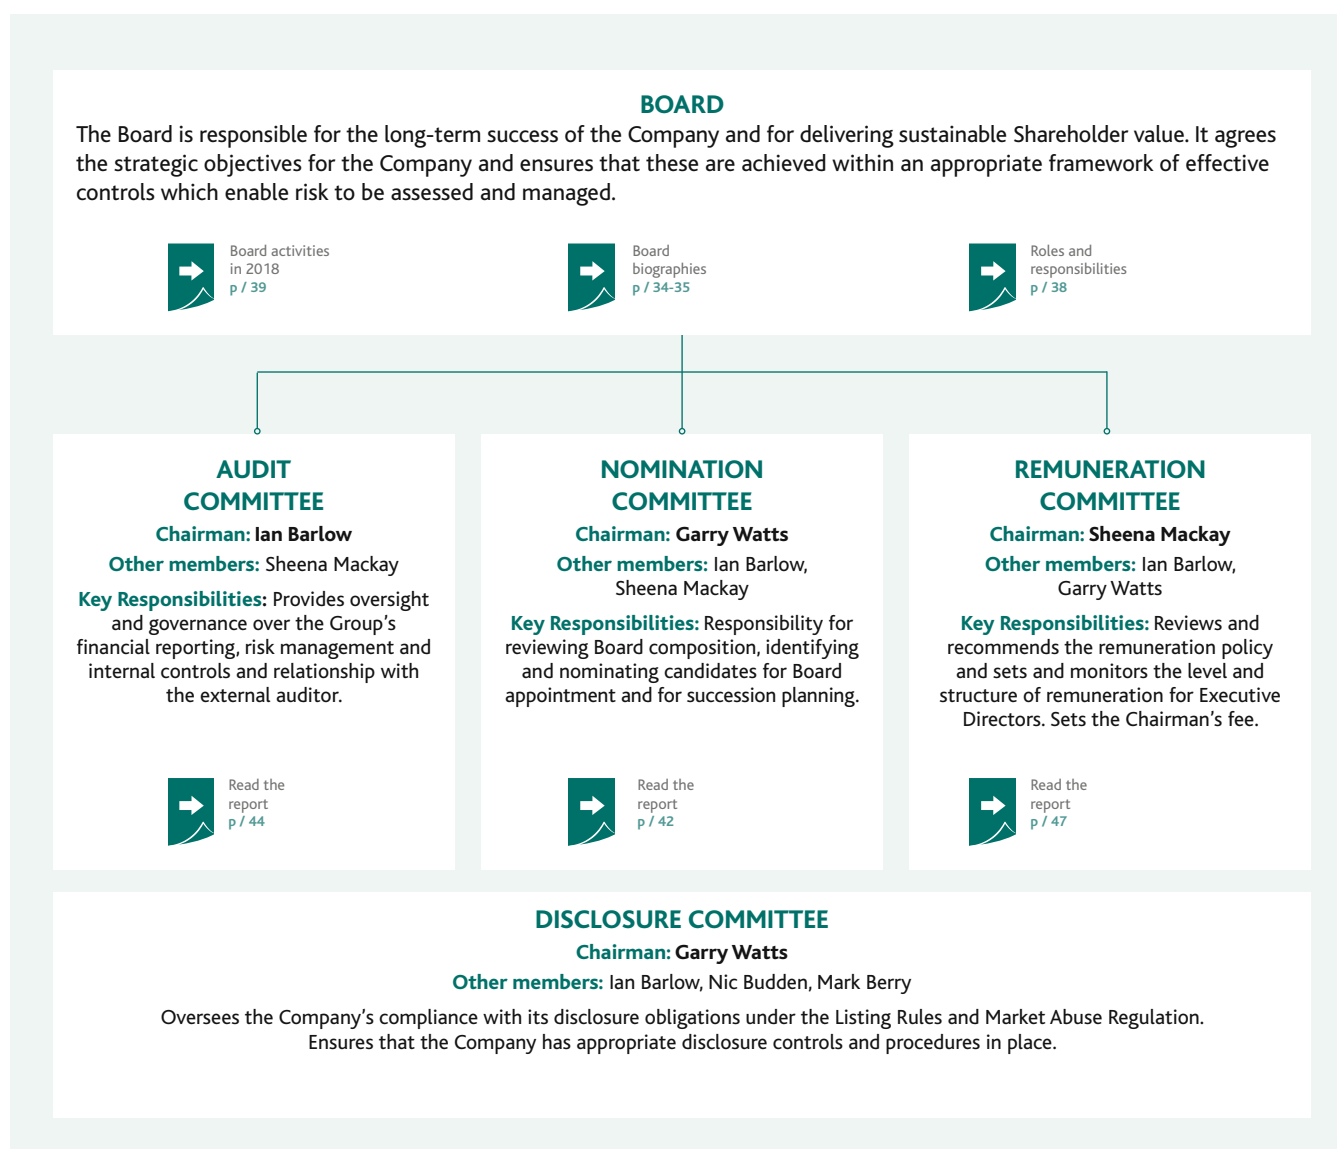 BOARD
The Board is responsible for the long-term success of the Company and for delivering sustainable Shareholder value. It agrees
the strategic objectives for the Company and ensures that these are achieved within an appropriate framework of effective
controls which enable risk to be assessed and managed.
Board activities
in 2018
p / 39
Board
biographies
p / 34-35
Roles and
responsibilities
p / 38
AUDIT
COMMITTEE
Chairman: Ian Barlow
Other members: Sheena Mackay
Key Responsibilities: Provides oversight
and governance over the Group’s
financial reporting, risk management and
internal controls and relationship with
the external auditor.
Read the
report
p / 44
NOMINATION
COMMITTEE
Chairman: Garry Watts
Other members: Ian Barlow,
Sheena Mackay
Key Responsibilities: Responsibility for
reviewing Board composition, identifying
and nominating candidates for Board
appointment and for succession planning.
Read the
report
p / 42
REMUNERATION
COMMITTEE
Chairman: Sheena Mackay
Other members: Ian Barlow,
Garry Watts
Key Responsibilities: Reviews and
recommends the remuneration policy
and sets and monitors the level and
structure of remuneration for Executive
Directors. Sets the Chairman’s fee.
Read the
report
p / 47
DISCLOSURE COMMITTEE
Chairman: Garry Watts
Other members: Ian Barlow, Nic Budden, Mark Berry
Oversees the Company’s compliance with its disclosure obligations under the Listing Rules and Market Abuse Regulation.
Ensures that the Company has appropriate disclosure controls and procedures in place.